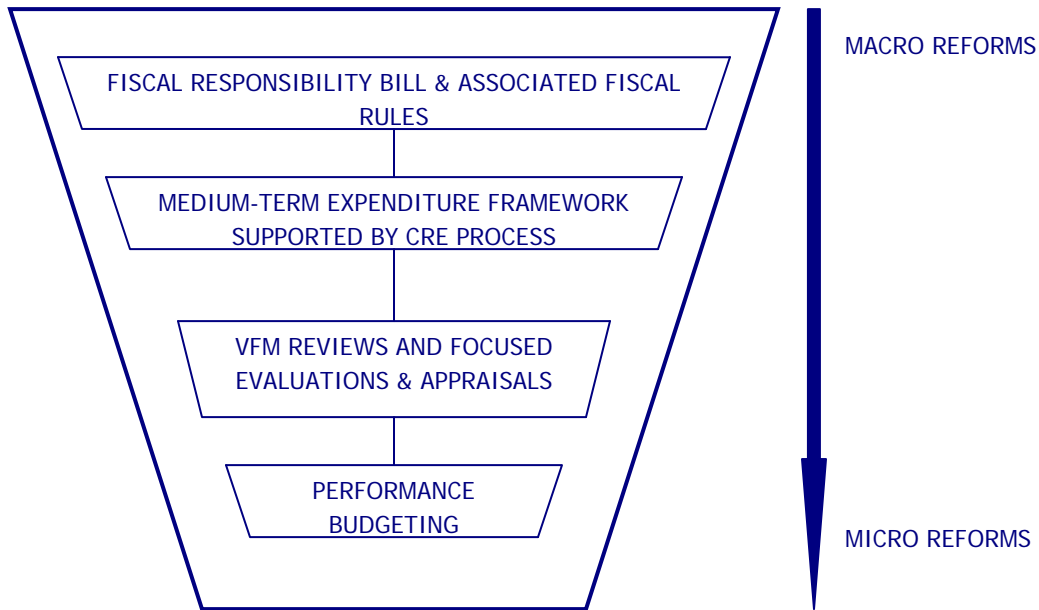 MACRO REFORMS
FISCAL RESPONSIBILITY BILL & ASSOCIATED FISCAL
RULES
MEDIUM-TERM EXPENDITURE FRAMEWORK
SUPPORTED BY CRE PROCESS
VFM REVIEWS AND FOCUSED
EVALUATIONS & APPRAISALS
PERFORMANCE
BUDGETING
MICRO REFORMS